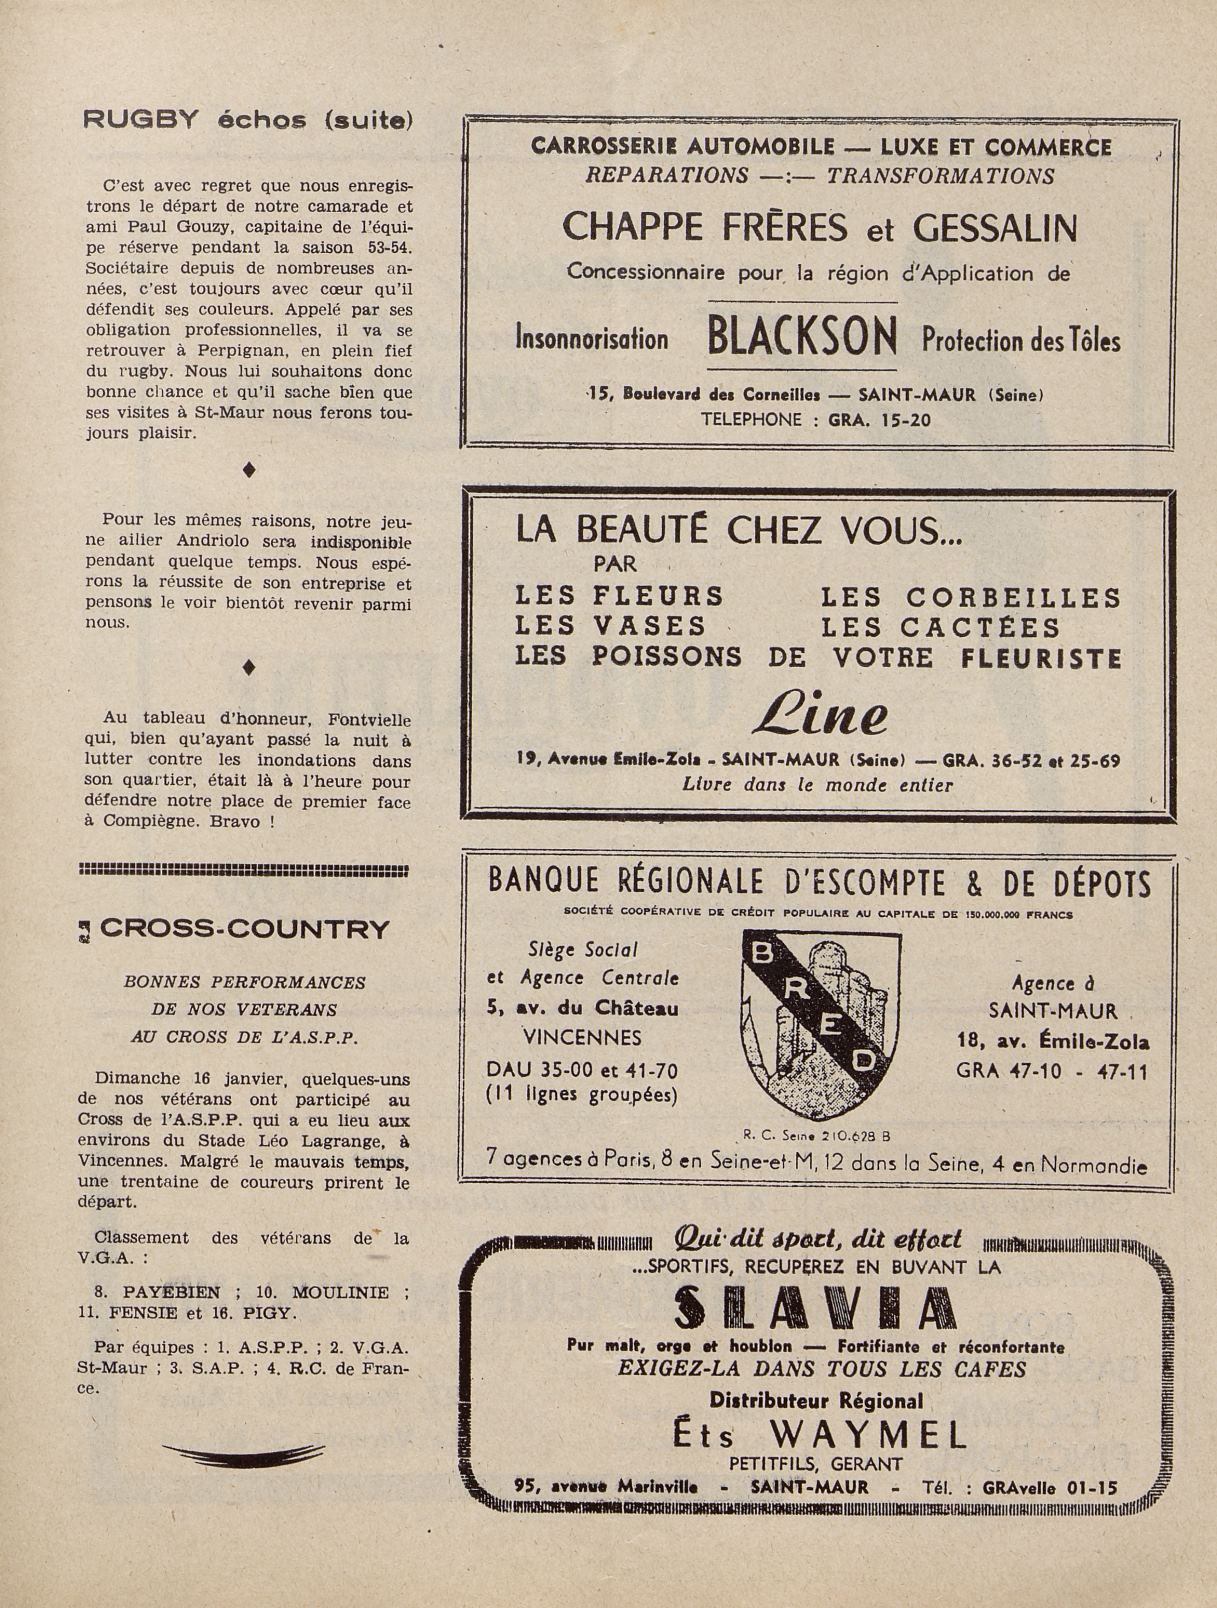 RUGBY échos (suite)
C'est avec regret que nous enregis-
trons le départ de notre camarade et
ami Paul Gouzy, capitaine de l'équi-
pe réserve pendant la saison 53-54.
Sociétaire depuis de nombreuses an-
nées, c'est toujours avec cœur qu'il
défendit ses couleurs. Appelé par ses
obligation professionnelles, il va se
retrouver à Perpignan, en plein fief
du rugby. Nous lui souhaitons donc
bonne chance et qu'il sache bien que
ses visites à St-Maur nous ferons tou-
jours plaisir.
Pour les mêmes raisons, notre jeu-
ne ailier Andriolo sera indisponible
pendant quelque temps. Nous espé-
rons la réussite de son entreprise et
pensons le voir bientôt revenir parmi
nous.
Au tableau d'honneur, Fontvielle
qui, bien qu'ayant passé la nuit à
lutter contre les inondations dans
son quartier, était là à l'heure pour
défendre notre place de premier face
à Compiègne. Bravo !
CROSS-COUNTRY
BONNES PERFORMANCES
DE NOS VETERANS
AU CROSS DE L'A.S.P.P.
Dimanche 16 janvier, quelques-uns
de nos vétérans ont participé au
Cross de l'A.S.P.P. qui a eu lieu aux
environs du Stade Léo Lagrange, à
Vincennes. Malgré le mauvais temps,
une trentaine de coureurs prirent le
départ.
Classement des vétérans de la
V.G.A. :
8. PAYEBIEN ; 10. MOULINIE ;
11. FENSIE et 16. PIGY.
Par équipes : 1. A.S.P.P. ; 2. V.G.A.
St-Maur ; 3. S.A.P. ; 4. R.C. de Fran-
ce.
CARROSSERIE AUTOMOBILE — LUXE ET COMMERCE
REPARATIONS —:— TRANSFORMATIONS
CHAPPE FRÈRES et GESSALIN
Concessionnaire pour la région d'Application de
Insonnorisation BLACKSON Protection des Tôles
15, Boulevard des Corneilles — SAINT-MAUR (Seine)
TELEPHONE : GRA. 15-20
LA BEAUTÉ CHEZ VOUS...
PAR
LES FLEURS LES CORBEILLES
LES VASES LES CACTÉES
LES POISSONS DE VOTRE FLEURISTE
Line
19, Avenue Emile-Zola - SAINT-MAUR (Seine) — GRA. 36-52 et 25-69
Livre dans le monde entier
BANQUE RÉGIONALE D'ESCOMPTE & DE DÉPOTS
SOCIÉTÉ COOPÉRATIVE DE CRÉDIT POPULAIRE AU CAPITALE DE 150.000.000 FRANCS
Siège Social
et Agence Centrale
5, av. du Château
VINCENNES
DAU 35-00 et 41-70
(11 lignes groupées)
BRED
Agence à
SAINT-MAUR
18, av. Émile-Zola
GRA 47-10 - 47-11
R. C. Seine 210.628 B
7 agences à Paris, 8 en Seine-et-M, 12 dans la Seine, 4 en Normandie
Qui dit sport, dit effort
...SPORTIFS, RECUPEREZ EN BUVANT LA
SLAVIA
Pur malt, orge et houblon — Fortifiante et réconfortante
EXIGEZ-LA DANS TOUS LES CAFES
Distributeur Régional
Éts WAYMEL
PETITFILS, GERANT
95, avenue Marinville - SAINT-MAUR - Tél. : GRAvelle 01-15